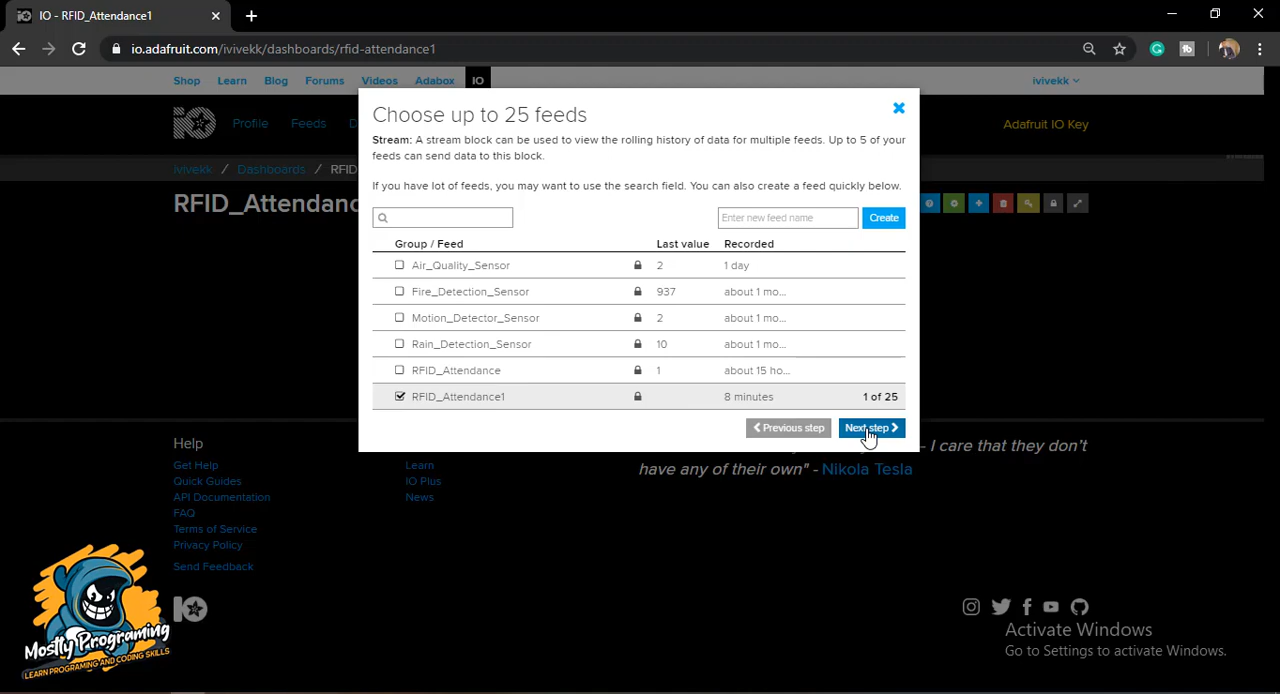 IO - RFID_Attendance1
io.adafruit.com/ivivekk/dashboards/rfid-attendance1
Shop Learn Blog Forums Videos Adabox IO ivivekk
Profile Feeds D
Adafruit IO Key
ivivekk / Dashboards / RFID
RFID_Attendanc
Choose up to 25 feeds
Stream: A stream block can be used to view the rolling history of data for multiple feeds. Up to 5 of your
feeds can send data to this block.
If you have lot of feeds, you may want to use the search field. You can also create a feed quickly below.
Enter new feed name Create
Group / Feed Last value Recorded
Air_Quality_Sensor 2 1 day
Fire_Detection_Sensor 937 about 1 mo...
Motion_Detector_Sensor 2 about 1 mo...
Rain_Detection_Sensor 10 about 1 mo...
RFID_Attendance 1 about 15 ho...
RFID_Attendance1 8 minutes 1 of 25
Previous step Next step
Help
Get Help
Quick Guides
API Documentation
FAQ
Terms of Service
Privacy Policy
Send Feedback
Learn
IO Plus
News
- I care that they don't
have any of their own" - Nikola Tesla
Mostly Programing
LEARN PROGRAMING AND CODING SKILLS
Activate Windows
Go to Settings to activate Windows.